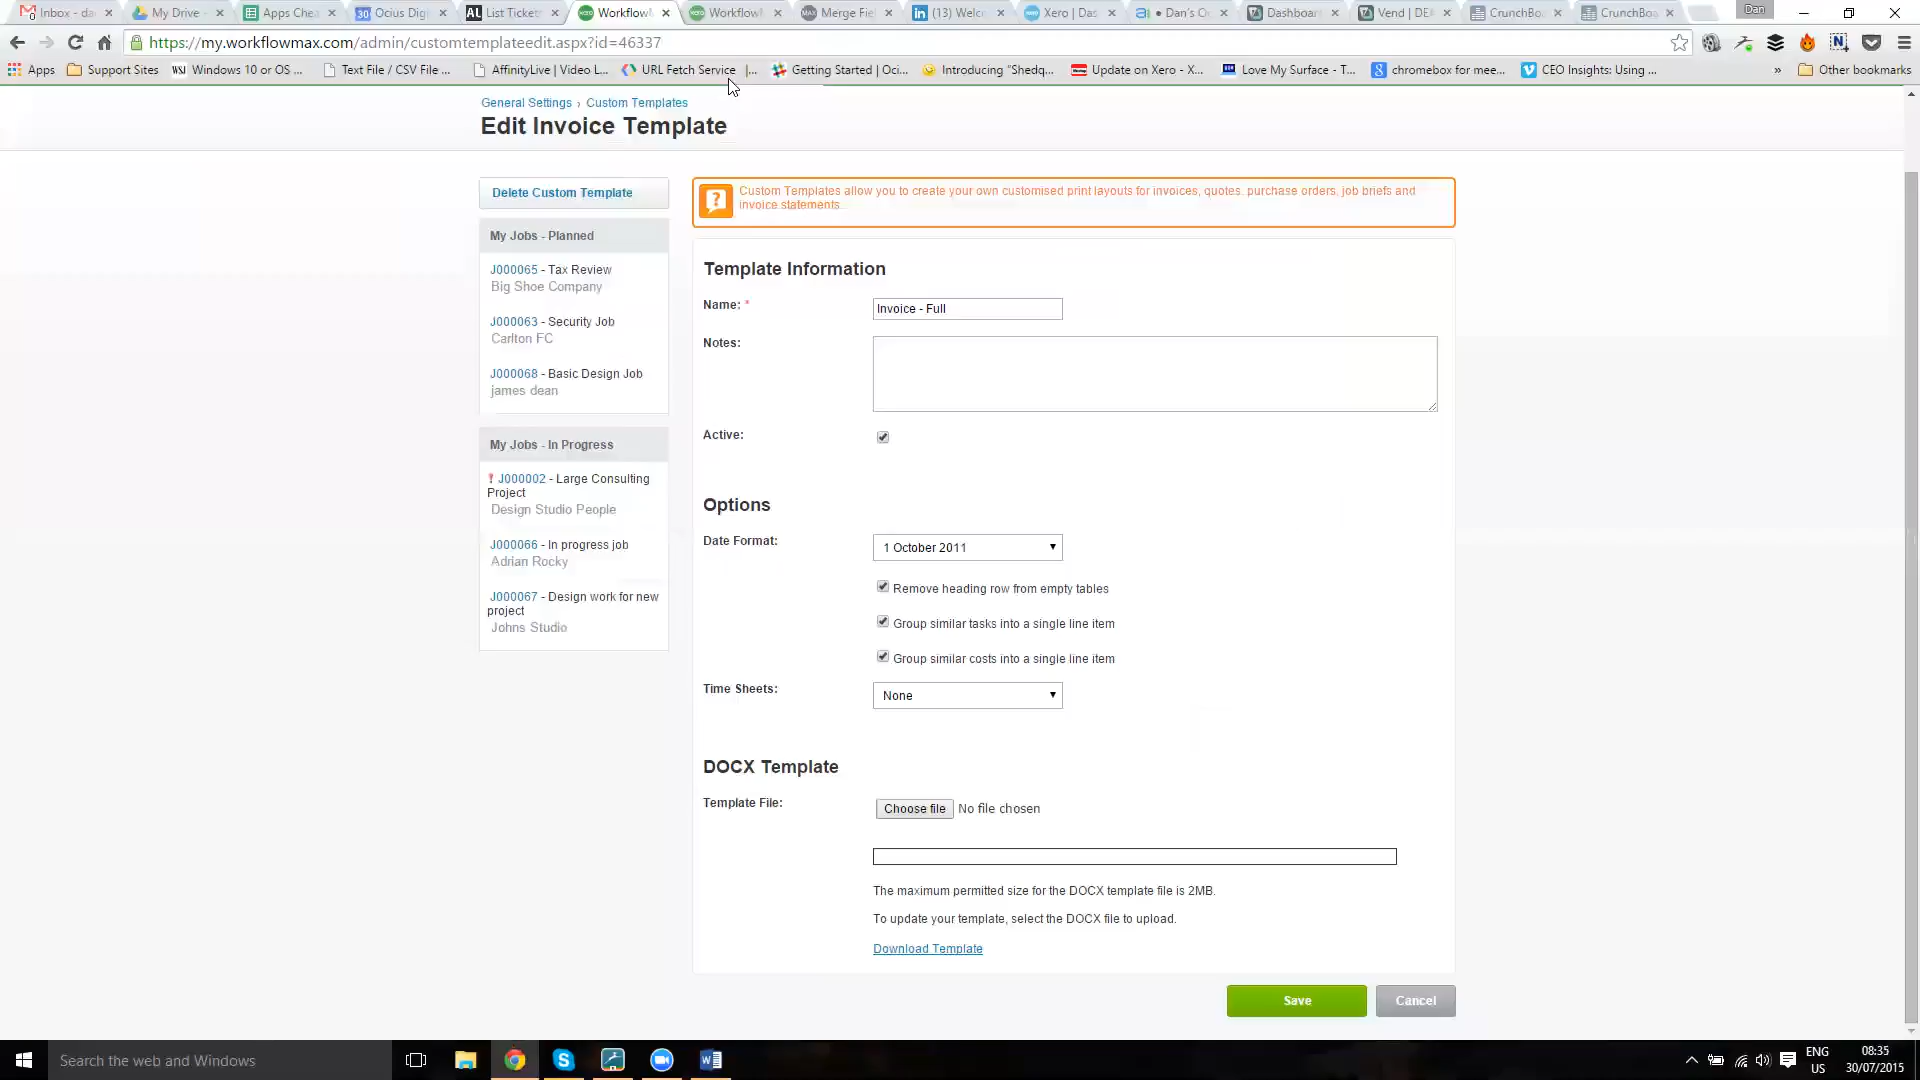 Inbox - da
My Drive -
Apps Chea
Ocius Digi
AL List Tickets
WorkflowM
WorkflowM
Merge Fiel
(13) Welco
Xero | Das
● Dan's O
Dashboar
Vend | DE
CrunchBoa
CrunchBoa
Dan
https://my.workflowmax.com/admin/customtemplateedit.aspx?id=46337
Apps
Support Sites
Windows 10 or OS ...
Text File / CSV File ...
AffinityLive | Video L...
URL Fetch Service |...
Getting Started | Oci...
Introducing "Shedq...
Update on Xero - X...
Love My Surface - T...
chromebox for mee...
CEO Insights: Using ...
»
Other bookmarks
General Settings › Custom Templates
Edit Invoice Template
Delete Custom Template
My Jobs - Planned
J000065 - Tax Review
Big Shoe Company
J000063 - Security Job
Carlton FC
J000068 - Basic Design Job
james dean
My Jobs - In Progress
! J000002 - Large Consulting
Project
Design Studio People
J000066 - In progress job
Adrian Rocky
J000067 - Design work for new
project
Johns Studio
Custom Templates allow you to create your own customised print layouts for invoices, quotes, purchase orders, job briefs and
invoice statements.
Template Information
Name: *
Invoice - Full
Notes:
Active:
Options
Date Format:
1 October 2011
Remove heading row from empty tables
Group similar tasks into a single line item
Group similar costs into a single line item
Time Sheets:
None
DOCX Template
Template File:
Choose file No file chosen
The maximum permitted size for the DOCX template file is 2MB.
To update your template, select the DOCX file to upload.
Download Template
Save
Cancel
Search the web and Windows
ENG
US
08:35
30/07/2015